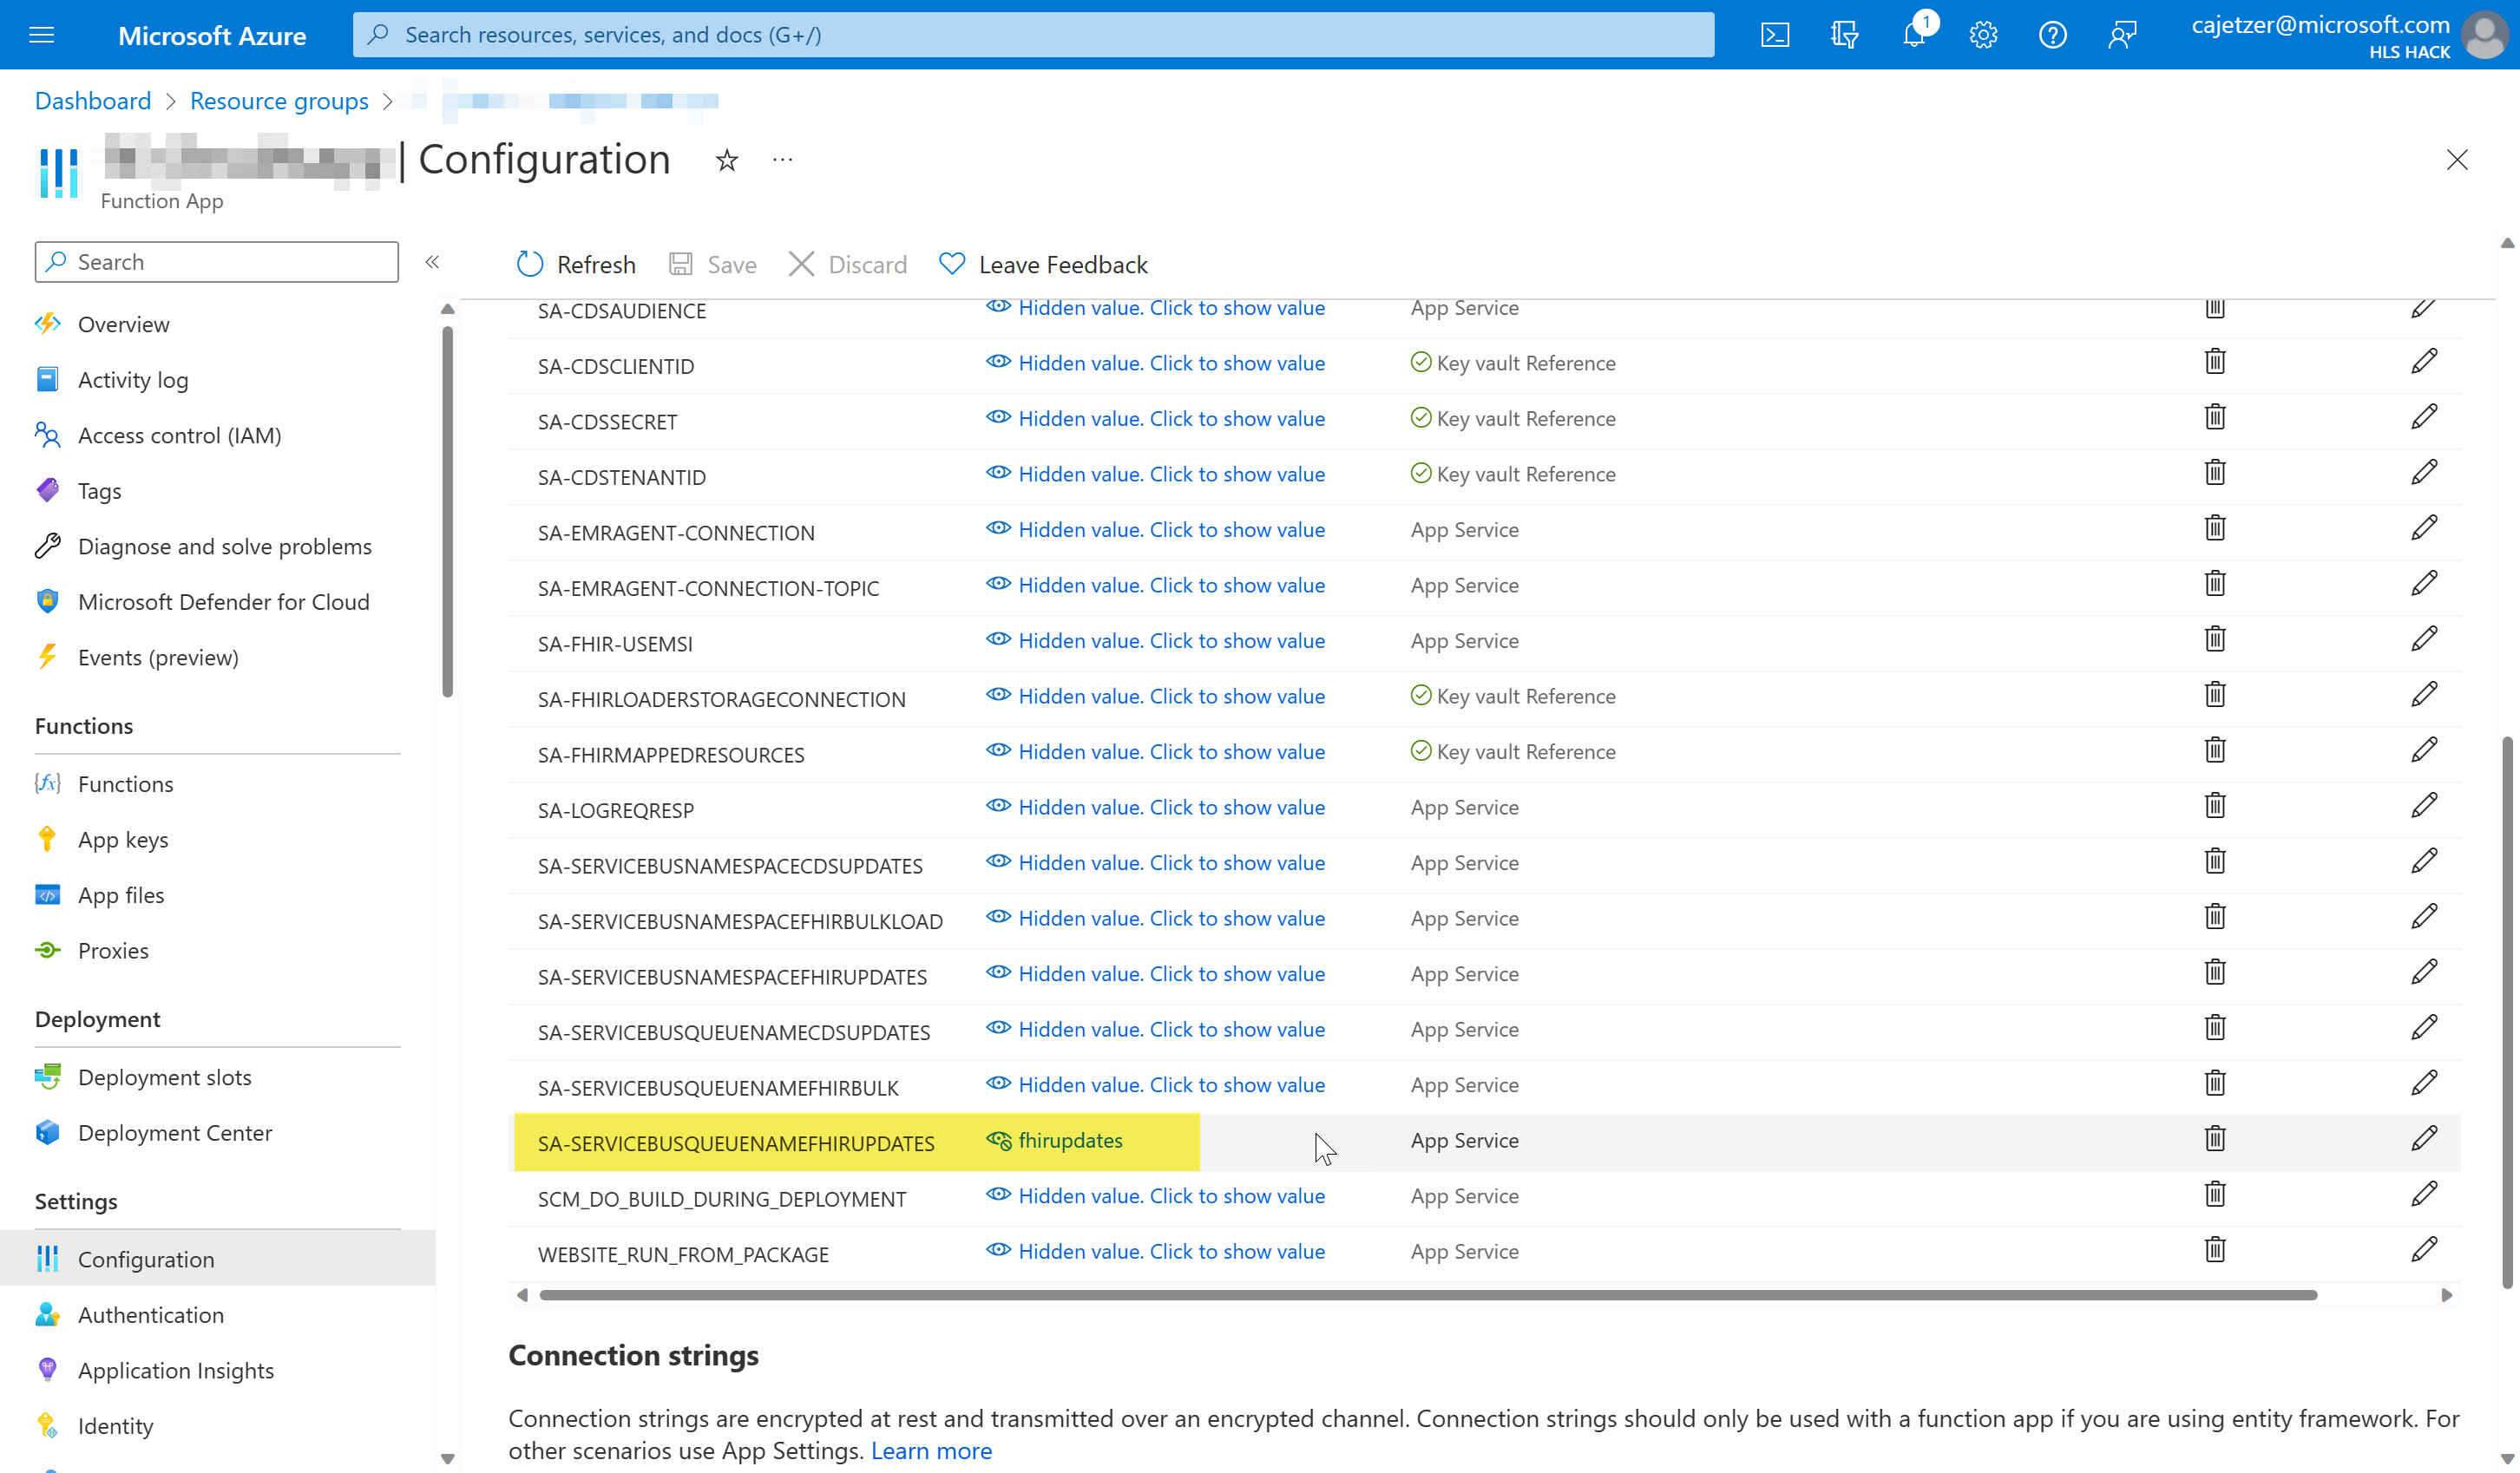 Microsoft Azure
Search resources, services, and docs (G+/)
1
cajetzer@microsoft.com
HLS HACK
Dashboard > Resource groups >
| Configuration
Function App
Search
Refresh Save Discard Leave Feedback
Overview
Activity log
Access control (IAM)
Tags
Diagnose and solve problems
Microsoft Defender for Cloud
Events (preview)
Functions
Functions
App keys
App files
Proxies
Deployment
Deployment slots
Deployment Center
Settings
Configuration
Authentication
Application Insights
Identity
SA-CDSAUDIENCE Hidden value. Click to show value App Service
SA-CDSCLIENTID Hidden value. Click to show value Key vault Reference
SA-CDSSECRET Hidden value. Click to show value Key vault Reference
SA-CDSTENANTID Hidden value. Click to show value Key vault Reference
SA-EMRAGENT-CONNECTION Hidden value. Click to show value App Service
SA-EMRAGENT-CONNECTION-TOPIC Hidden value. Click to show value App Service
SA-FHIR-USEMSI Hidden value. Click to show value App Service
SA-FHIRLOADERSTORAGECONNECTION Hidden value. Click to show value Key vault Reference
SA-FHIRMAPPEDRESOURCES Hidden value. Click to show value Key vault Reference
SA-LOGREQRESP Hidden value. Click to show value App Service
SA-SERVICEBUSNAMESPACECDSUPDATES Hidden value. Click to show value App Service
SA-SERVICEBUSNAMESPACEFHIRBULKLOAD Hidden value. Click to show value App Service
SA-SERVICEBUSNAMESPACEFHIRUPDATES Hidden value. Click to show value App Service
SA-SERVICEBUSQUEUENAMECDSUPDATES Hidden value. Click to show value App Service
SA-SERVICEBUSQUEUENAMEFHIRBULK Hidden value. Click to show value App Service
SA-SERVICEBUSQUEUENAMEFHIRUPDATES fhirupdates App Service
SCM_DO_BUILD_DURING_DEPLOYMENT Hidden value. Click to show value App Service
WEBSITE_RUN_FROM_PACKAGE Hidden value. Click to show value App Service
Connection strings
Connection strings are encrypted at rest and transmitted over an encrypted channel. Connection strings should only be used with a function app if you are using entity framework. For
other scenarios use App Settings. Learn more